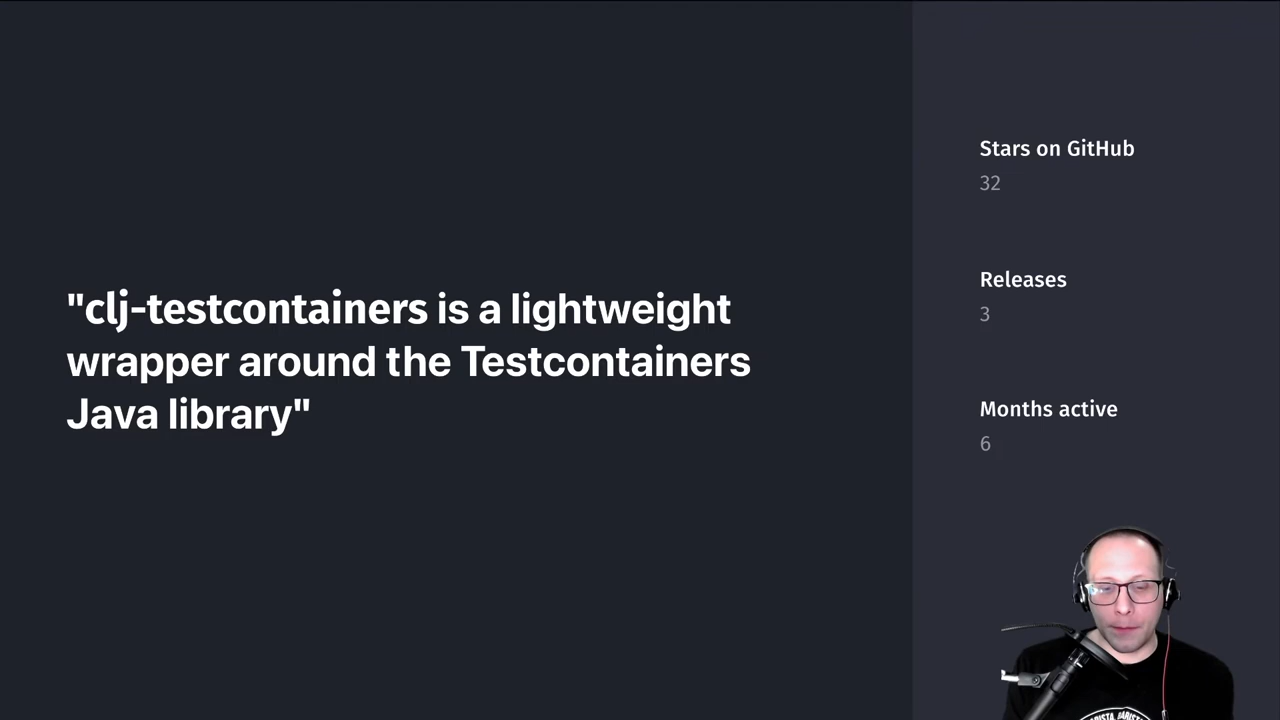 "clj-testcontainers is a lightweight
wrapper around the Testcontainers
Java library"
Stars on GitHub
32
Releases
3
Months active
6